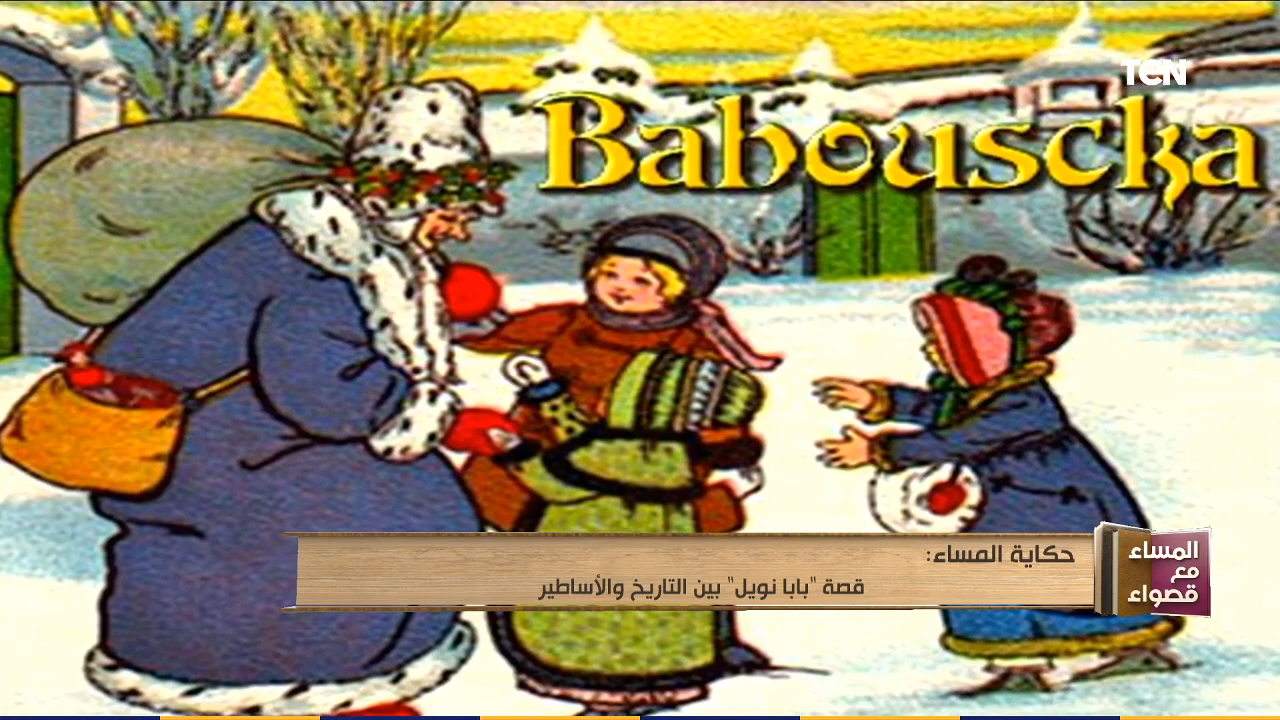 TEN
Babouscka
حكاية المساء:
قصة "بابا نويل" بين التاريخ والأساطير
المساء
مع
قصواء